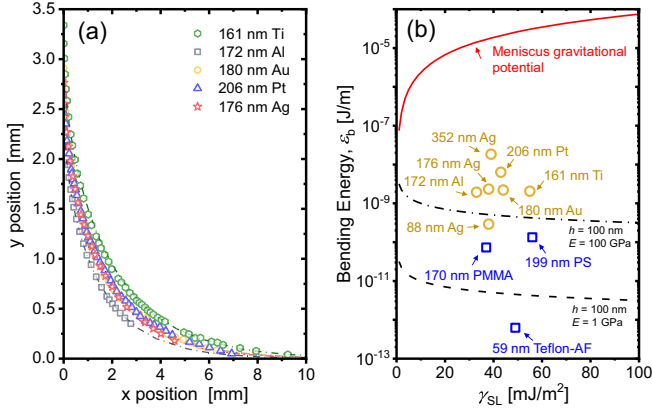 (a)
161 nm Ti
172 nm Al
180 nm Au
206 nm Pt
176 nm Ag
y position [mm]
3.5
3.0
2.5
2.0
1.5
1.0
0.5
0.0
0
2
4
6
8
10
x position [mm]
(b)
Meniscus gravitational
potential
Bending Energy, εb [J/m]
10-5
10-7
10-9
10-11
10-13
352 nm Ag
206 nm Pt
176 nm Ag
172 nm Al
161 nm Ti
180 nm Au
88 nm Ag
h = 100 nm
E = 100 GPa
199 nm PS
170 nm PMMA
h = 100nm
E = 1 GPa
59 nm Teflon-AF
0
20
40
60
80
100
γSL [mJ/m2]